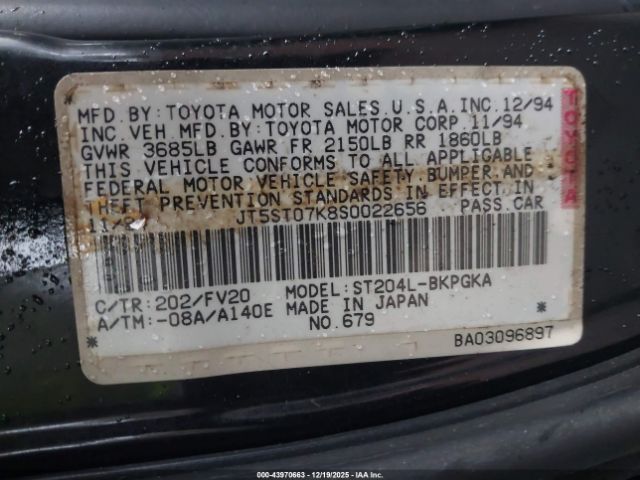 MFD. BY: TOYOTA MOTOR SALES. U.S.A. INC. 12/94
INC. VEH. MFD. BY: TOYOTA MOTOR CORP. 11/94
GVWR 3685LB GAWR FR 2150LB RR 1860LB
THIS VEHICLE CONFORMS TO ALL APPLICABLE
FEDERAL MOTOR VEHICLE SAFETY, BUMPER, AND
THEFT PREVENTION STANDARDS IN EFFECT IN
JT5ST07K8S0022656 PASS. CAR
C/TR: 202/FV20 MODEL: ST204L-BKPGKA
A/TM: -08A/A140E MADE IN JAPAN
NO. 679
* BA03096897 *
TOYOTA
#: 000-43970663 - 12/19/2025 - IAA